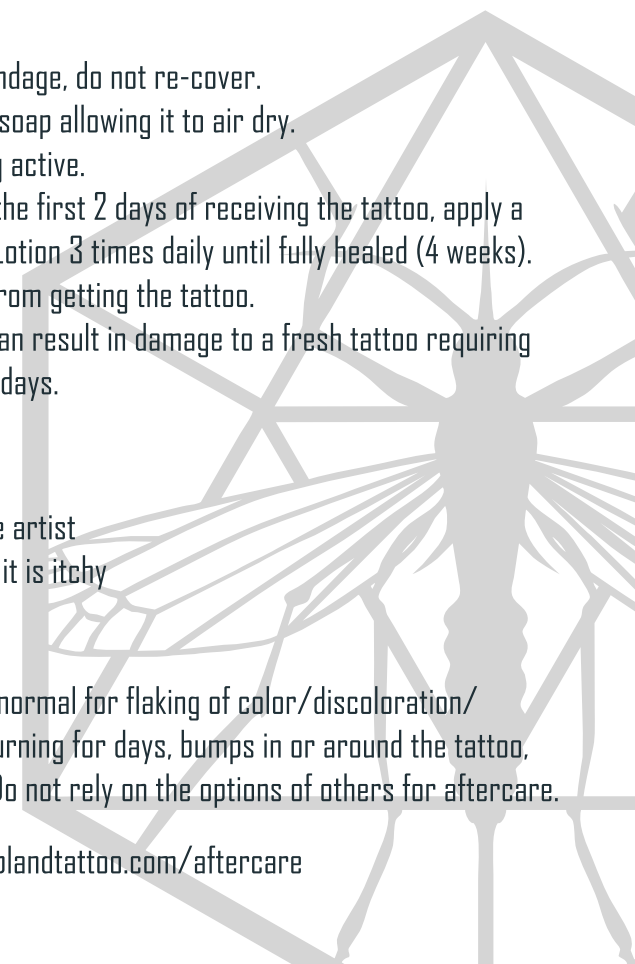 ndage, do not re-cover.
soap allowing it to air dry.
g active.
the first 2 days of receiving the tattoo, apply a
Lotion 3 times daily until fully healed (4 weeks).
rom getting the tattoo.
an result in damage to a fresh tattoo requiring
days.
e artist
it is itchy
normal for flaking of color/discoloration/
urning for days, bumps in or around the tattoo,
Do not rely on the options of others for aftercare.
olandtattoo.com/aftercare